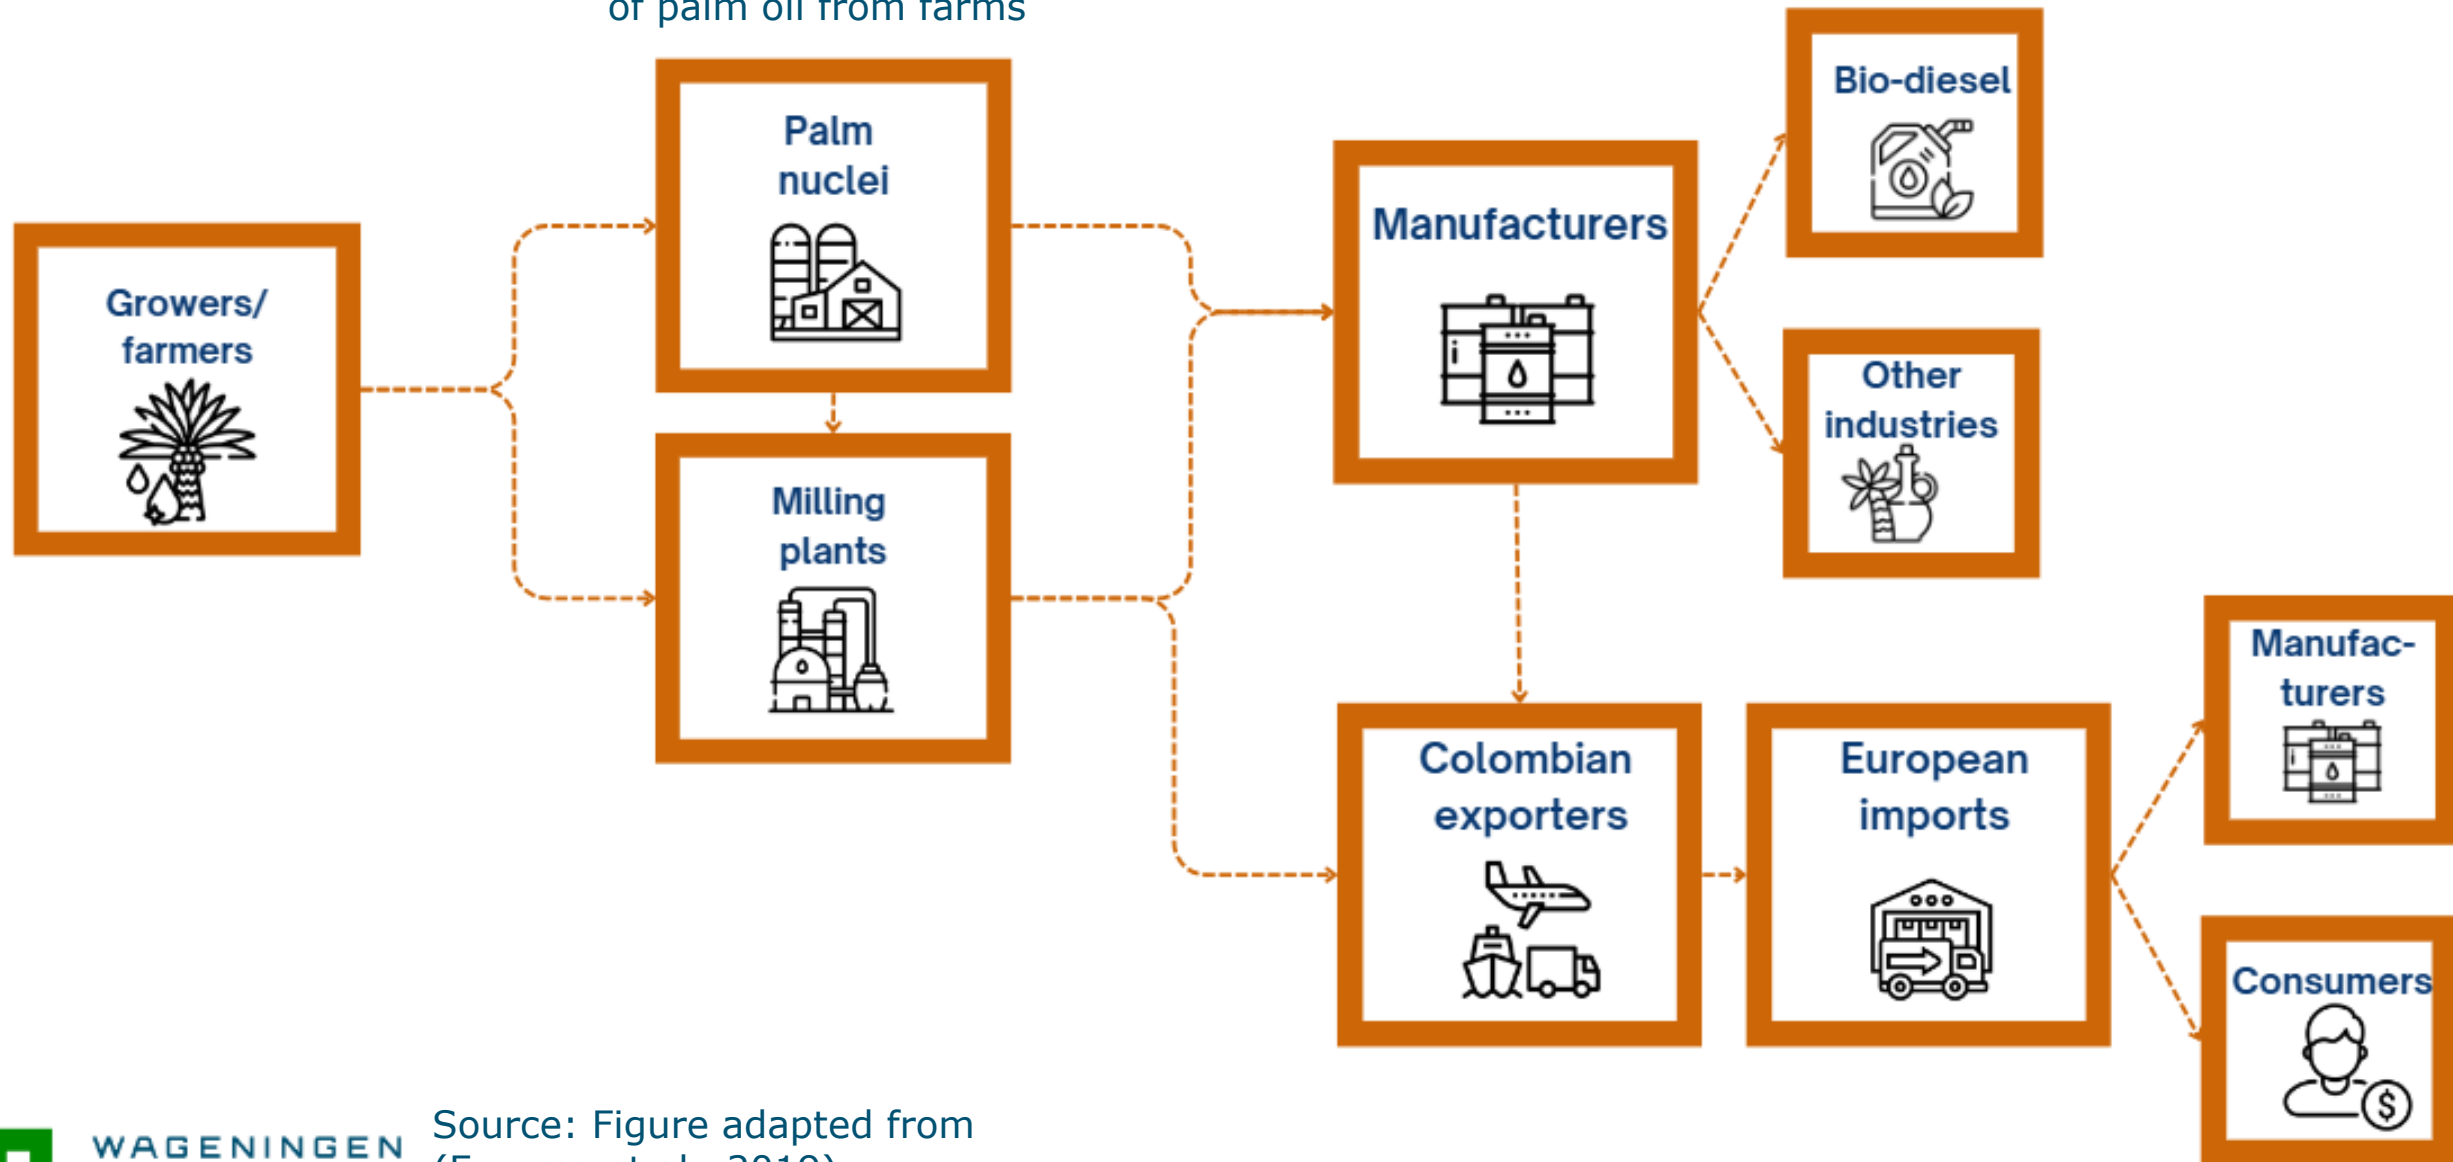 of palm oil from farms
Palm
nuclei
Bio-diesel
Manufacturers
Growers/
farmers
Other
industries
Milling
plants
Manufac-
turers
Colombian
exporters
European
imports
Consumers
$
WAGENINGEN
Source: Figure adapted from
2019)